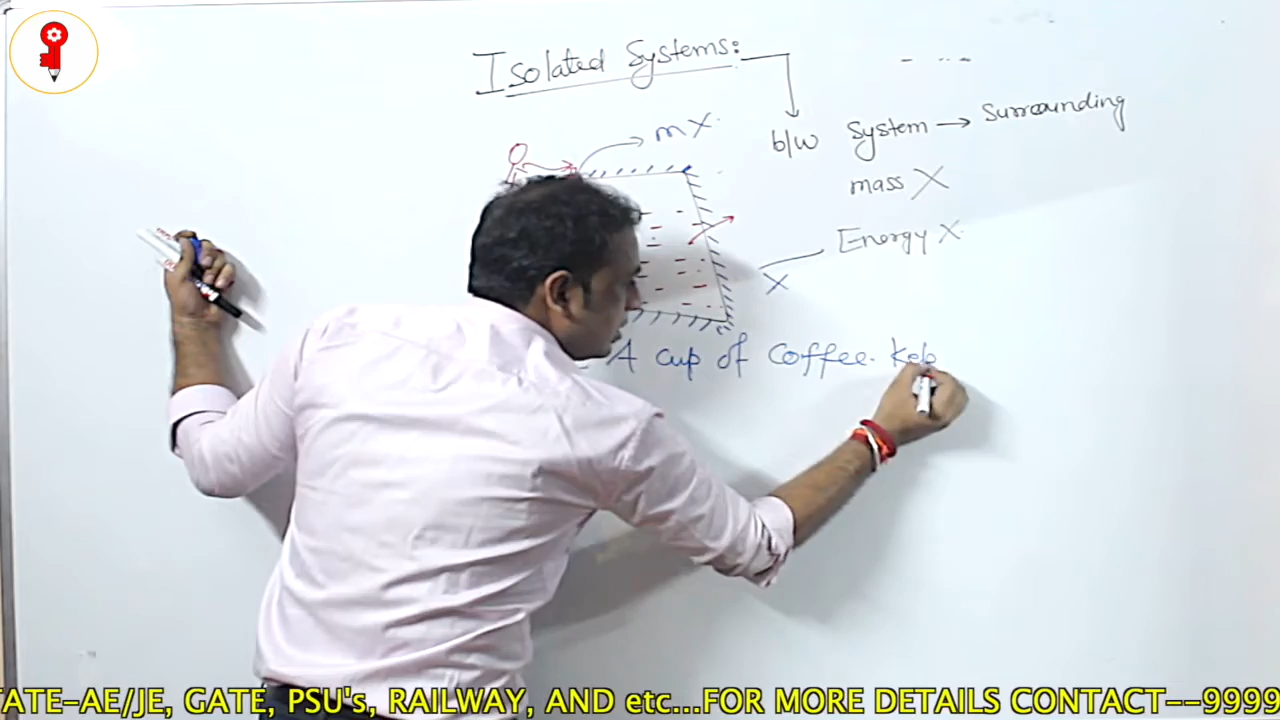 Isolated Systems:
m X
b/w System → Surrounding
mass X
Energy X
X
A cup of Coffee.
TATE-AE/JE, GATE, PSU's, RAILWAY, AND etc...FOR MORE DETAILS CONTACT--9999